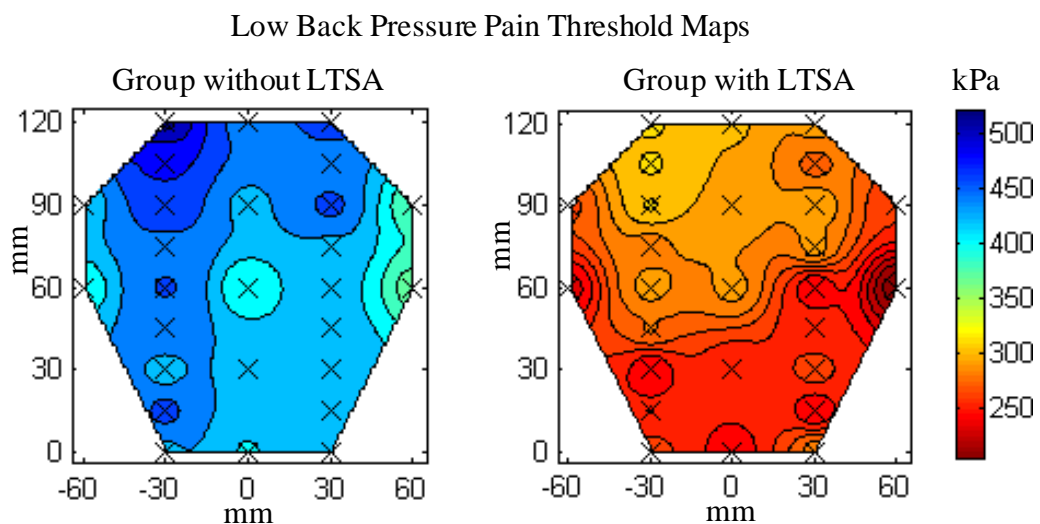 Low Back Pressure Pain Threshold Maps
Group without LTSA
Group with LTSA
kPa
120
90
60
30
0
mm
-60 -30 0 30 60
mm
120
90
60
30
0
mm
-60 -30 0 30 60
mm
500
450
400
350
300
250